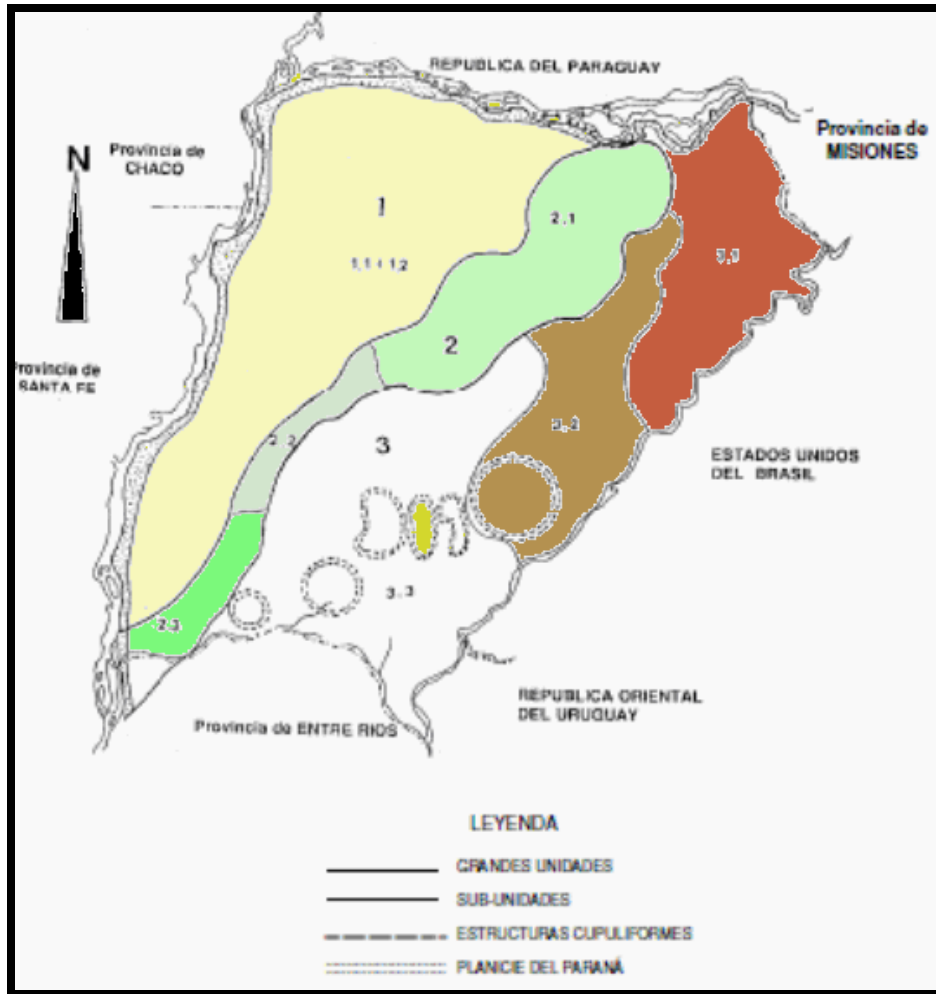 REPUBLICA DEL PARAGUAY
Provincia de
MISIONES
N
Provincia de
CHACO
1
2.1
1,1 + 1,2
3,1
2
Provincia de
SANTA FE
2 2
3
3,2
ESTADOS UNIDOS
DEL BRASIL
3.3
2.3
REPUBLICA ORIENTAL
DEL URUGUAY
Provincia de ENTRE RIOS
LEYENDA
GRANDES UNIDADES
SUB-UNIDADES
ESTRUCTURAS CUPULIFORMES
PLANICIE DEL PARANÁ